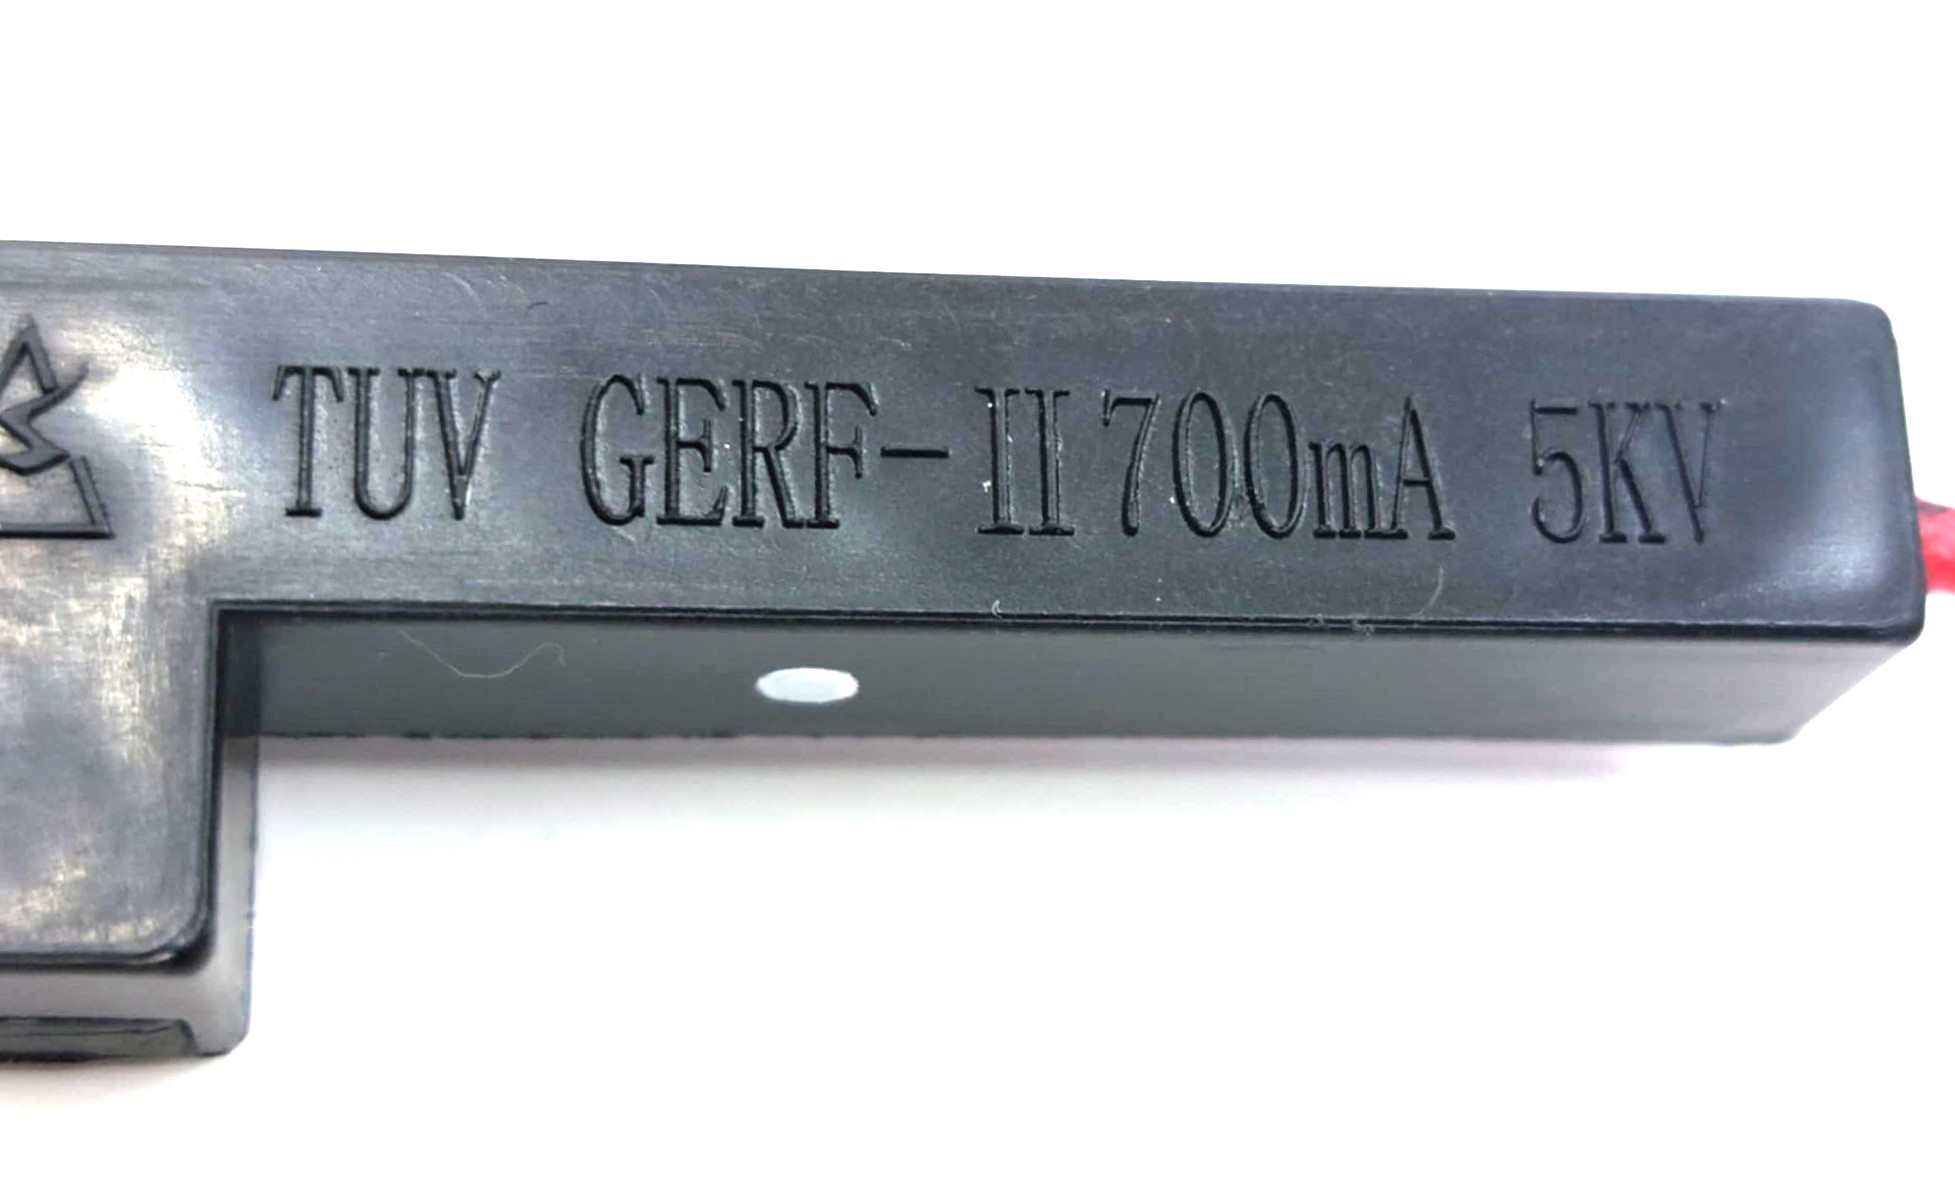 TUV GERF-II 700mA 5KV